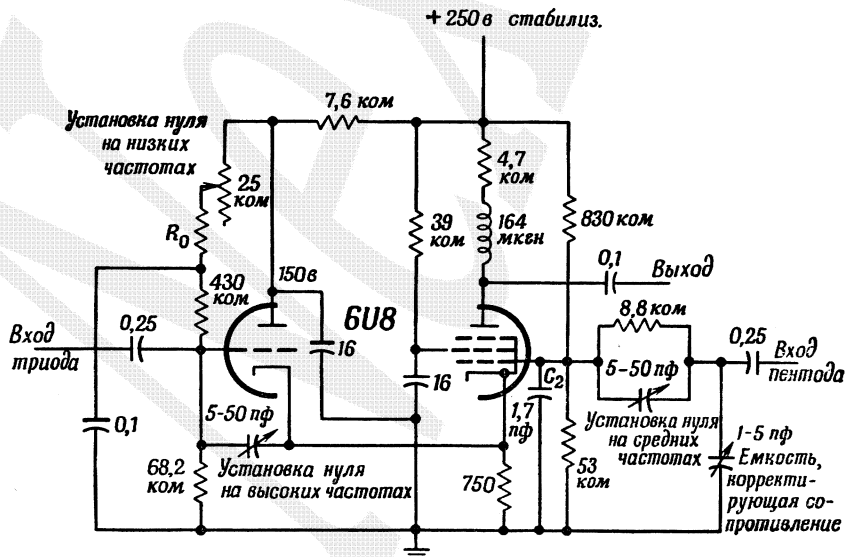 + 250 в стабилиз.
7,6 ком
Установка нуля
на низких
частотах
25
ком
4,7
ком
R₀
39
ком
164
мкгн
830 ком
430
ком
150 в
0,1
Выход
6U8
8,8 ком
Вход
триода
0,25
0,25
Вход
пентода
16
16
5-50 пф
C₂
5-50 пф
1,7
пф
0,1
Установка нуля
на средних
частотах
1-5 пф
Емкость,
корректи-
рующая со-
противление
68,2
ком
Установка нуля
на высоких частотах
750
53
ком